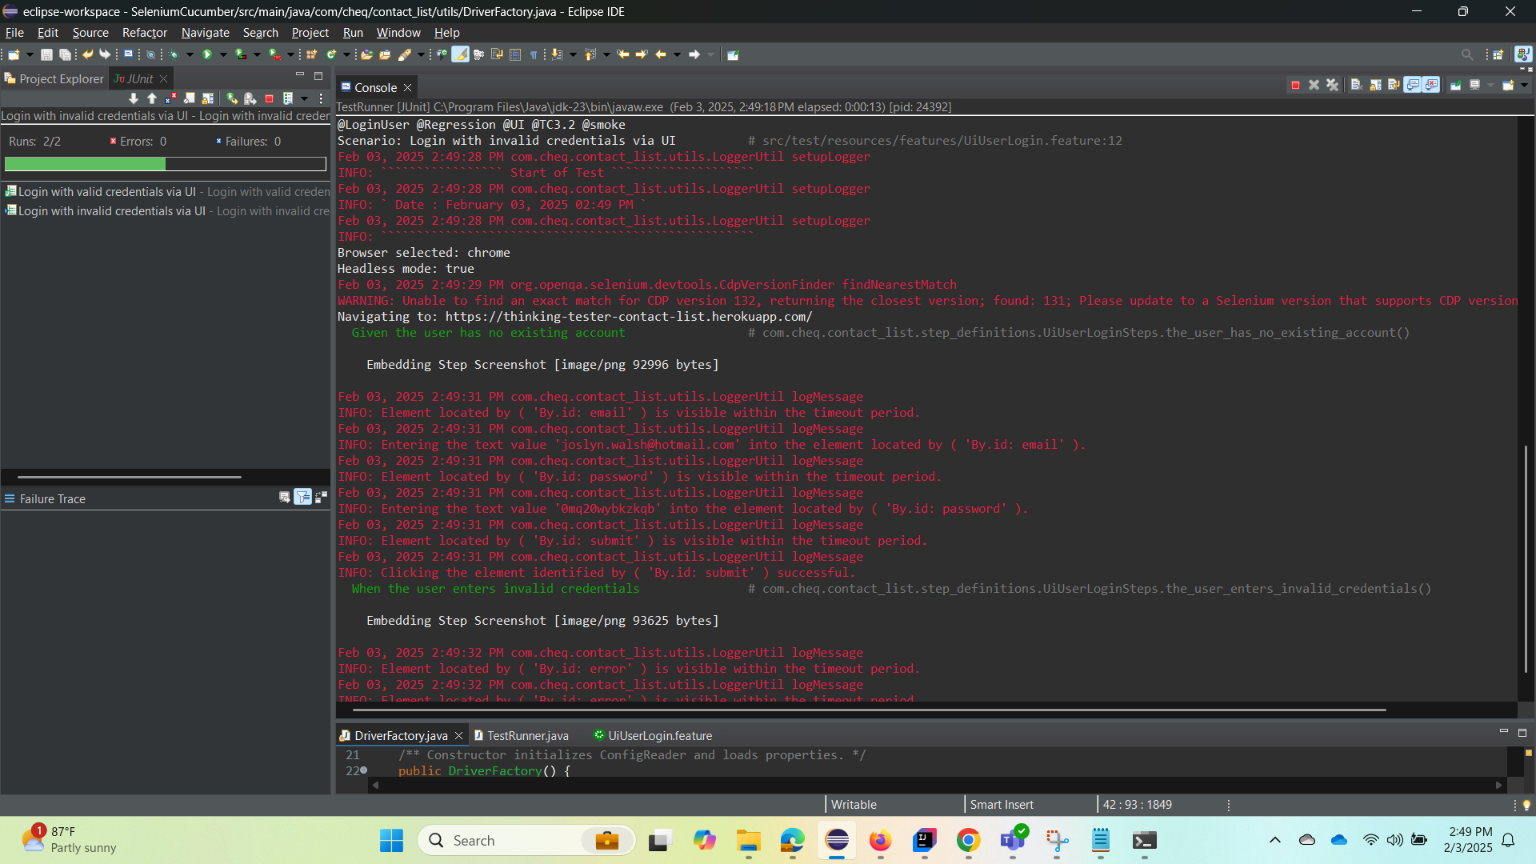 eclipse-workspace - SeleniumCucumber/src/main/java/com/cheq/contact_list/utils/DriverFactory.java - Eclipse IDE
File Edit Source Refactor Navigate Search Project Run Window Help
Project Explorer JUnit
Console
TestRunner [JUnit] C:\Program Files\Java\jdk-23\bin\javaw.exe (Feb 3, 2025, 2:49:18 PM elapsed: 0:00:13) [pid: 24392]
Login with invalid credentials via UI - Login with invalid creder
Runs: 2/2 Errors: 0 Failures: 0
Login with valid credentials via UI - Login with valid creden
Login with invalid credentials via UI - Login with invalid cre
Failure Trace
@LoginUser @Regression @UI @TC3.2 @smoke
Scenario: Login with invalid credentials via UI # src/test/resources/features/UiUserLogin.feature:12
Feb 03, 2025 2:49:28 PM com.cheq.contact_list.utils.LoggerUtil setupLogger
INFO: ````````````````` Start of Test ````````````````````
Feb 03, 2025 2:49:28 PM com.cheq.contact_list.utils.LoggerUtil setupLogger
INFO: ` Date : February 03, 2025 02:49 PM `
Feb 03, 2025 2:49:28 PM com.cheq.contact_list.utils.LoggerUtil setupLogger
INFO: ````````````````````````````````````````````````````
Browser selected: chrome
Headless mode: true
Feb 03, 2025 2:49:29 PM org.openqa.selenium.devtools.CdpVersionFinder findNearestMatch
WARNING: Unable to find an exact match for CDP version 132, returning the closest version; found: 131; Please update to a Selenium version that supports CDP version
Navigating to: https://thinking-tester-contact-list.herokuapp.com/
Given the user has no existing account # com.cheq.contact_list.step_definitions.UiUserLoginSteps.the_user_has_no_existing_account()
Embedding Step Screenshot [image/png 92996 bytes]
Feb 03, 2025 2:49:31 PM com.cheq.contact_list.utils.LoggerUtil logMessage
INFO: Element located by ( 'By.id: email' ) is visible within the timeout period.
Feb 03, 2025 2:49:31 PM com.cheq.contact_list.utils.LoggerUtil logMessage
INFO: Entering the text value 'joslyn.walsh@hotmail.com' into the element located by ( 'By.id: email' ).
Feb 03, 2025 2:49:31 PM com.cheq.contact_list.utils.LoggerUtil logMessage
INFO: Element located by ( 'By.id: password' ) is visible within the timeout period.
Feb 03, 2025 2:49:31 PM com.cheq.contact_list.utils.LoggerUtil logMessage
INFO: Entering the text value '0mq20wybkzkqb' into the element located by ( 'By.id: password' ).
Feb 03, 2025 2:49:31 PM com.cheq.contact_list.utils.LoggerUtil logMessage
INFO: Element located by ( 'By.id: submit' ) is visible within the timeout period.
Feb 03, 2025 2:49:31 PM com.cheq.contact_list.utils.LoggerUtil logMessage
INFO: Clicking the element identified by ( 'By.id: submit' ) successful.
When the user enters invalid credentials # com.cheq.contact_list.step_definitions.UiUserLoginSteps.the_user_enters_invalid_credentials()
Embedding Step Screenshot [image/png 93625 bytes]
Feb 03, 2025 2:49:32 PM com.cheq.contact_list.utils.LoggerUtil logMessage
INFO: Element located by ( 'By.id: error' ) is visible within the timeout period.
Feb 03, 2025 2:49:32 PM com.cheq.contact_list.utils.LoggerUtil logMessage
INFO: Element located by ( 'By.id: error' ) is visible within the timeout period.
DriverFactory.java TestRunner.java UiUserLogin.feature
21 /** Constructor initializes ConfigReader and loads properties. */
22 public DriverFactory() {
Writable Smart Insert 42 : 93 : 1849
1
87°F
Partly sunny
Search
2:49 PM
2/3/2025